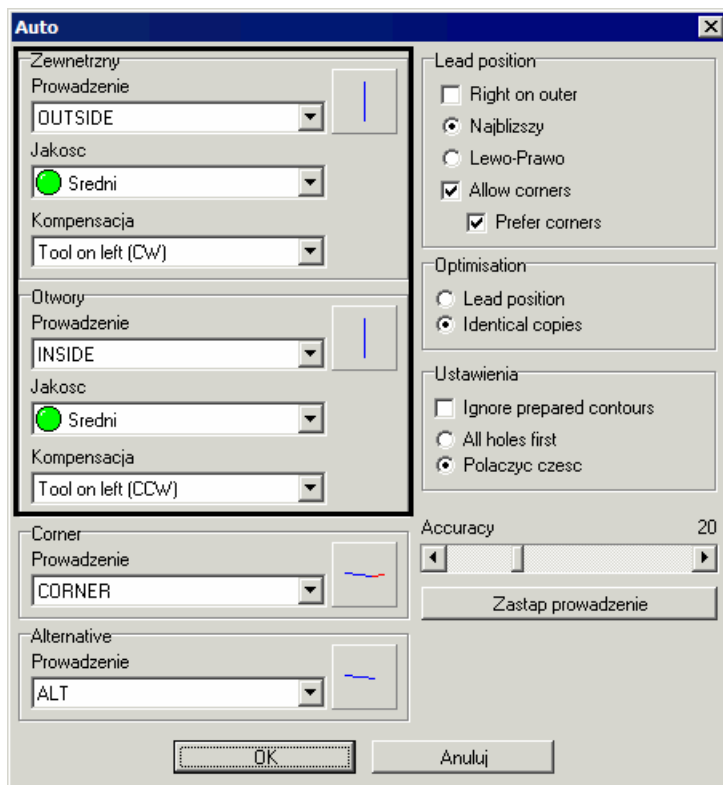 Auto
Zewnetrzny
Prowadzenie
OUTSIDE
Jakosc
Sredni
Kompensacja
Tool on left (CW)
Otwory
Prowadzenie
INSIDE
Jakosc
Sredni
Kompensacja
Tool on left (CCW)
Corner
Prowadzenie
CORNER
Alternative
Prowadzenie
ALT
Lead position
Right on outer
Najblizszy
Lewo-Prawo
Allow corners
Prefer corners
Optimisation
Lead position
Identical copies
Ustawienia
Ignore prepared contours
All holes first
Polaczyc czesc
Accuracy 20
Zastap prowadzenie
OK
Anuluj